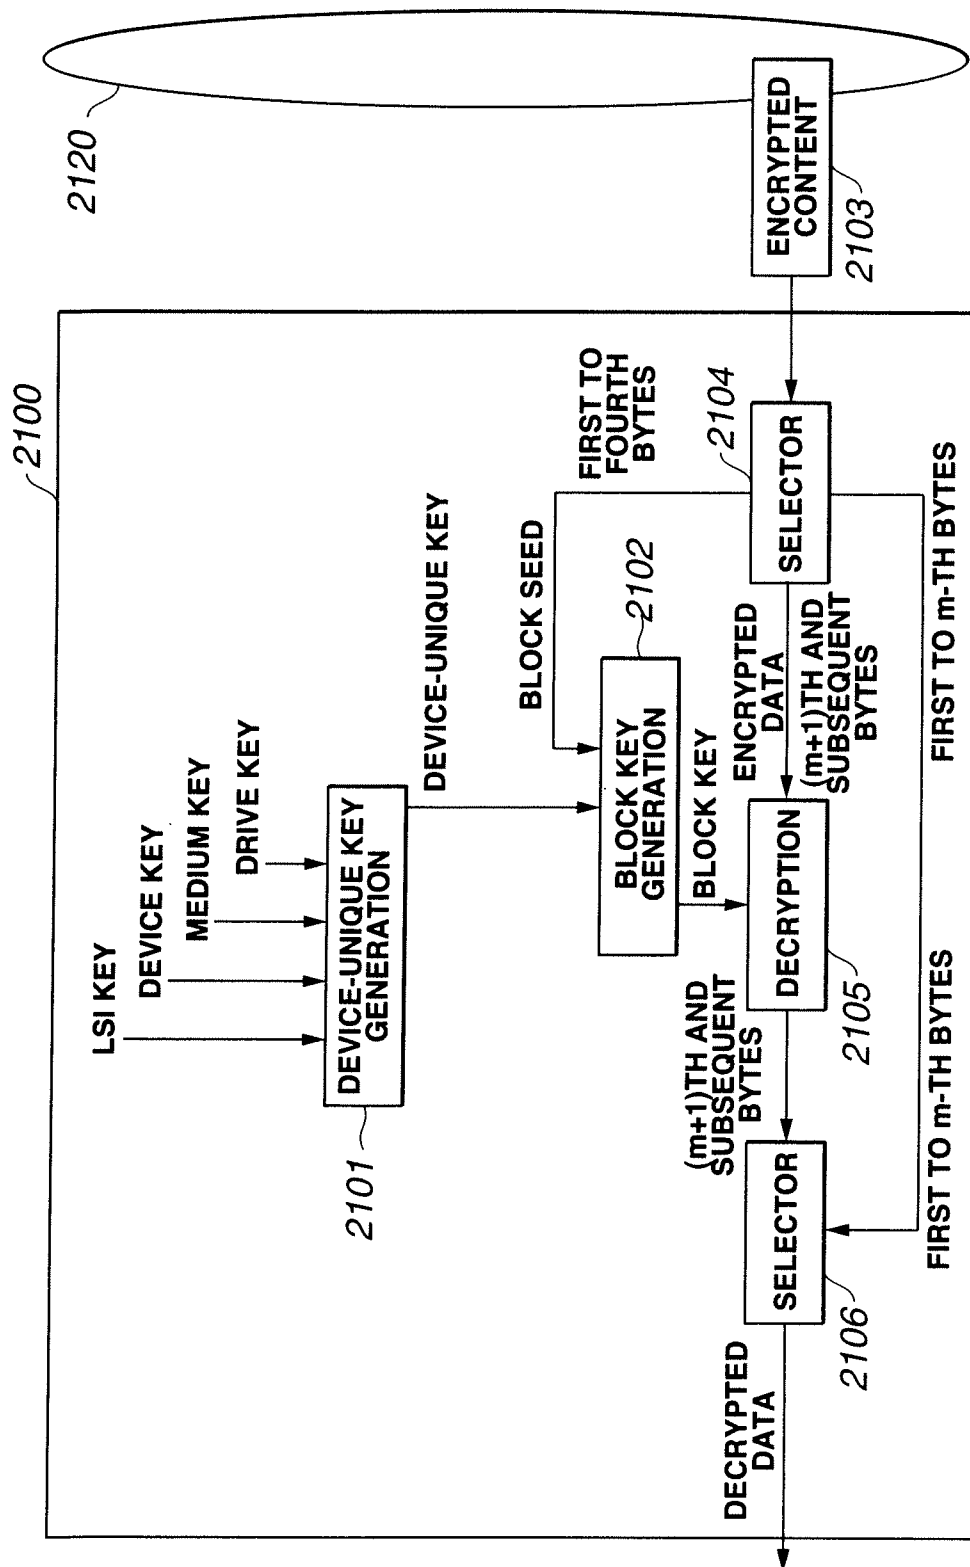 2100
2120
LSI KEY
DEVICE KEY
MEDIUM KEY
DRIVE KEY
DEVICE-UNIQUE KEY
GENERATION
2101
DEVICE-UNIQUE KEY
BLOCK SEED
FIRST TO
FOURTH
BYTES
BLOCK KEY
GENERATION
2102
BLOCK KEY
ENCRYPTED
CONTENT
2103
SELECTOR
2104
ENCRYPTED
DATA
(m+1)TH AND
SUBSEQUENT
BYTES
DECRYPTION
2105
(m+1)TH AND
SUBSEQUENT
BYTES
SELECTOR
2106
DECRYPTED
DATA
FIRST TO m-TH BYTES
FIRST TO m-TH BYTES